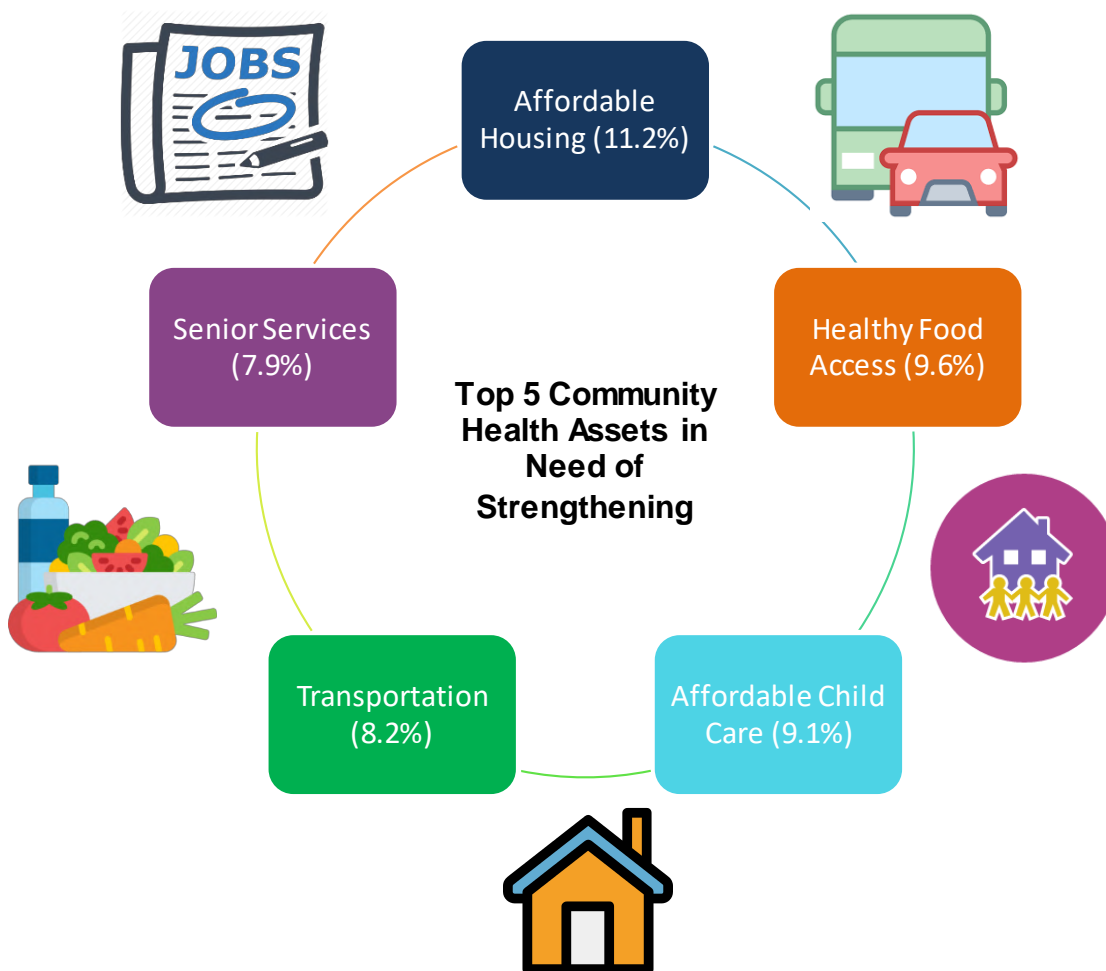 JOBS
Affordable
Housing (11.2%)
Senior Services
(7.9%)
Healthy Food
Access (9.6%)
Top 5 Community
Health Assets in
Need of
Strengthening
Transportation
(8.2%)
Affordable Child
Care (9.1%)